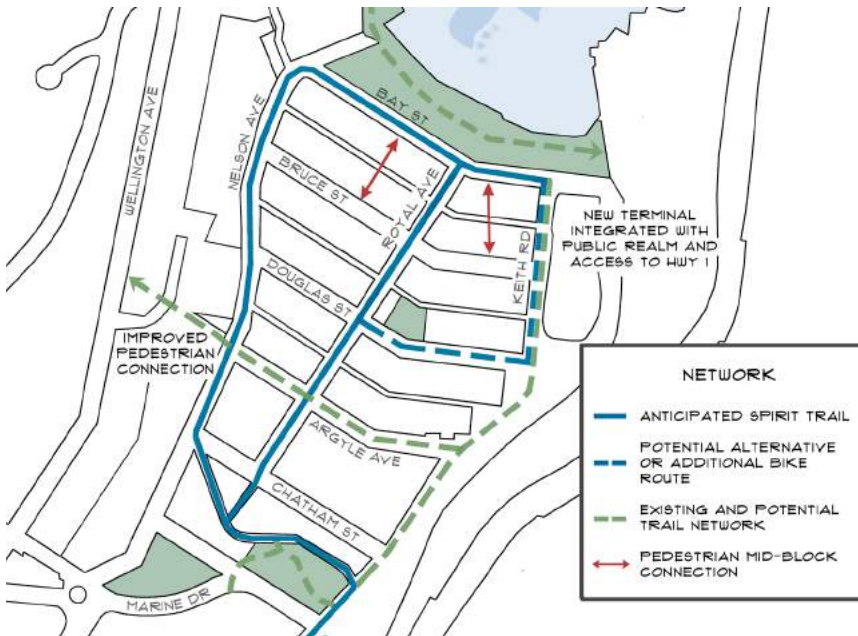 BAY ST
WELLINGTON AVE
NELSON AVE
BRUCE ST
ROYAL AVE
KEITH RD
NEW TERMINAL
INTEGRATED WITH
PUBLIC REALM AND
ACCESS TO HWY 1
DOUGLAS ST
IMPROVED
PEDESTRIAN
CONNECTION
ARGYLE AVE
CHATHAM ST
MARINE DR
NETWORK
ANTICIPATED SPIRIT TRAIL
POTENTIAL ALTERNATIVE
OR ADDITIONAL BIKE
ROUTE
EXISTING AND POTENTIAL
TRAIL NETWORK
PEDESTRIAN MID-BLOCK
CONNECTION